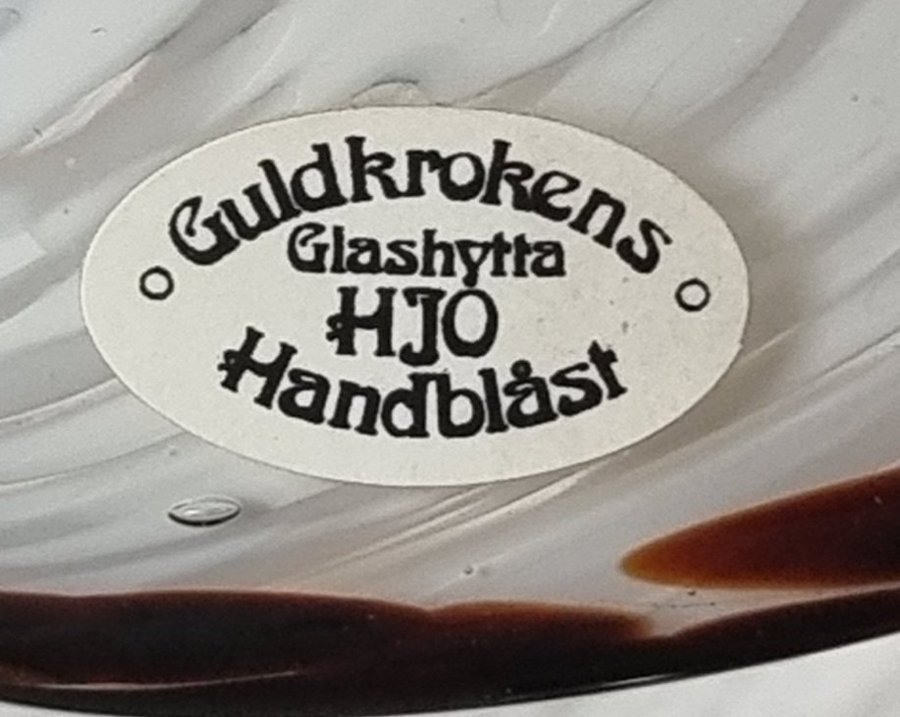 Guldkrokens
Glashytta
HJO
Handblåst